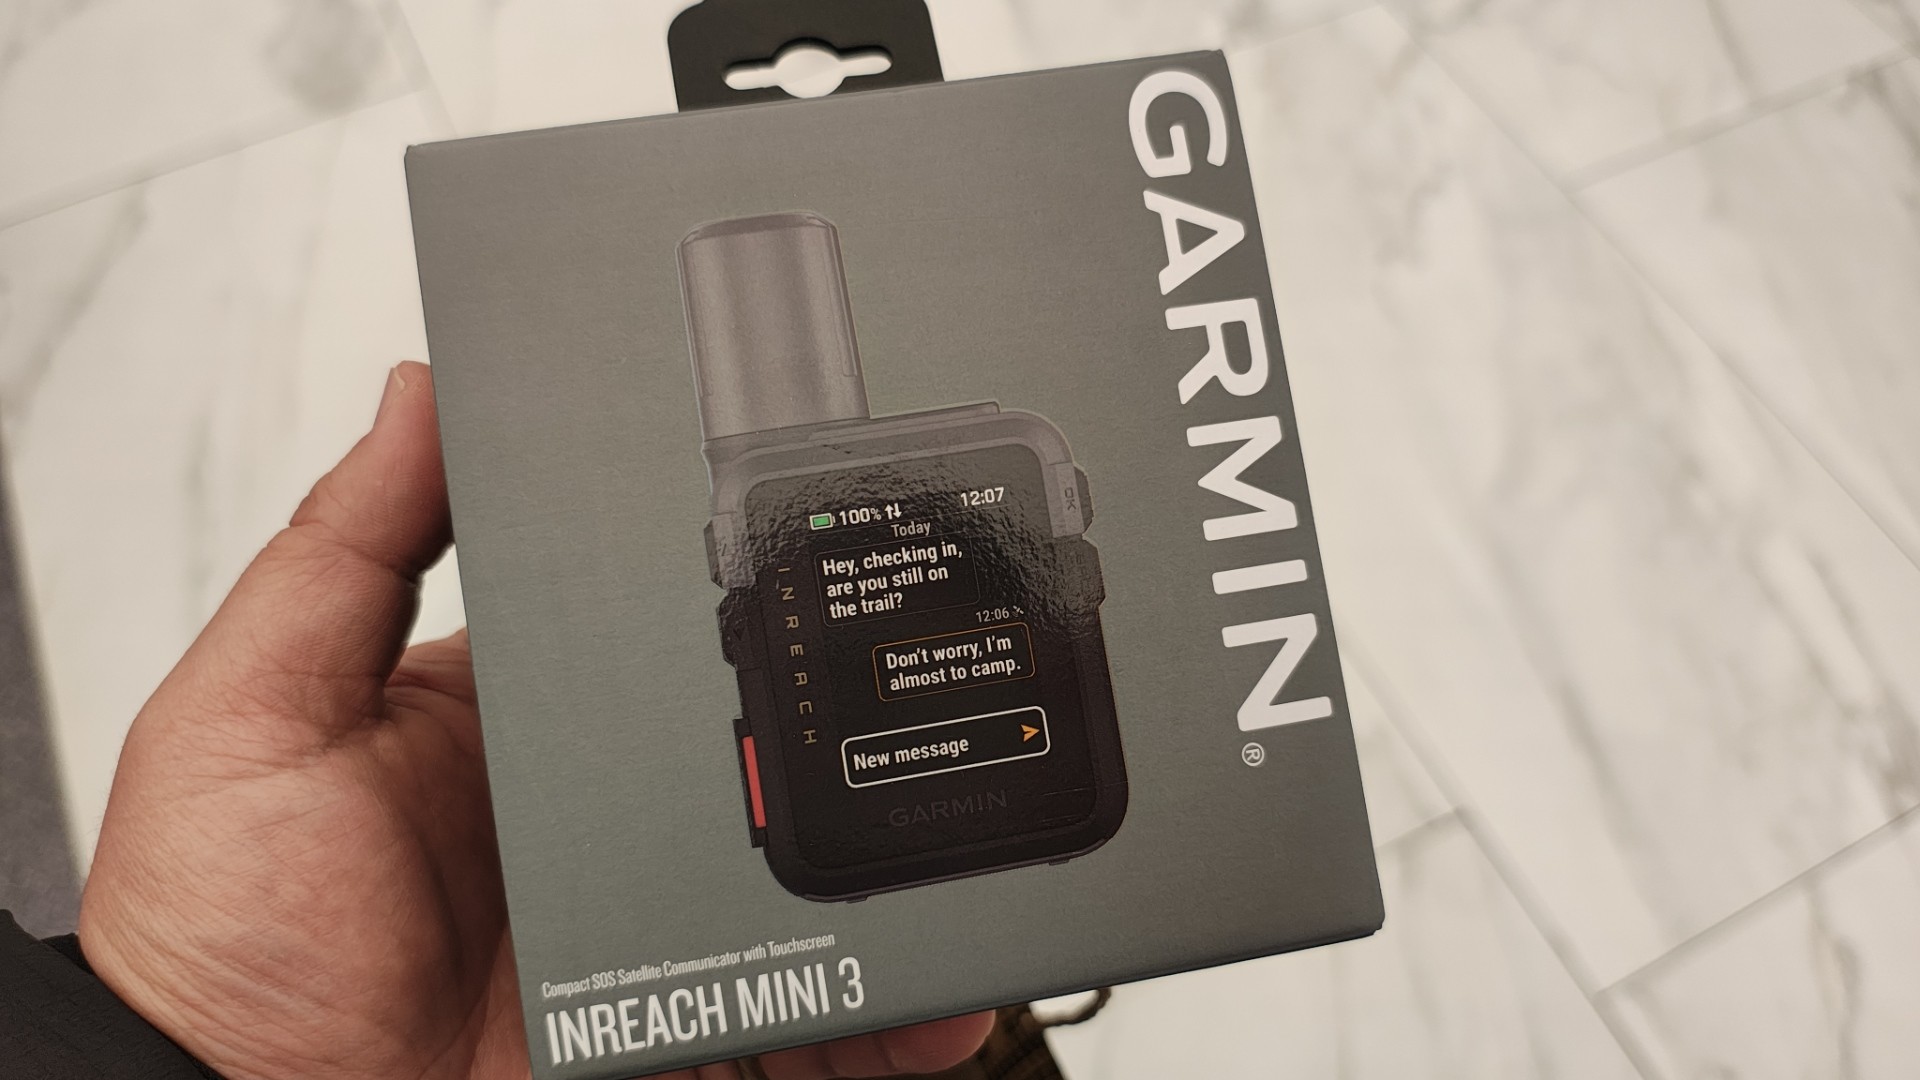 GARMIN®
OK
100%
12:07
Today
Hey, checking in,
are you still on
the trail?
12:06
Don't worry, I'm
almost to camp.
New message
INREACH
GARMIN
Compact SOS Satellite Communicator with Touchscreen
INREACH MINI 3